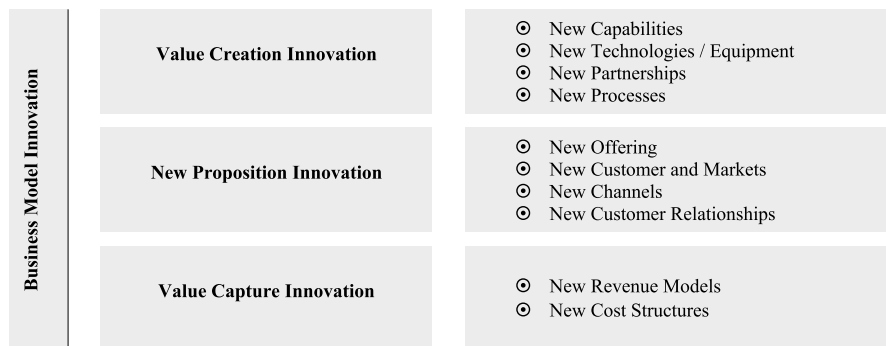 Business Model Innovation
Value Creation Innovation
New Capabilities
New Technologies / Equipment
New Partnerships
New Processes
New Proposition Innovation
New Offering
New Customer and Markets
New Channels
New Customer Relationships
Value Capture Innovation
New Revenue Models
New Cost Structures